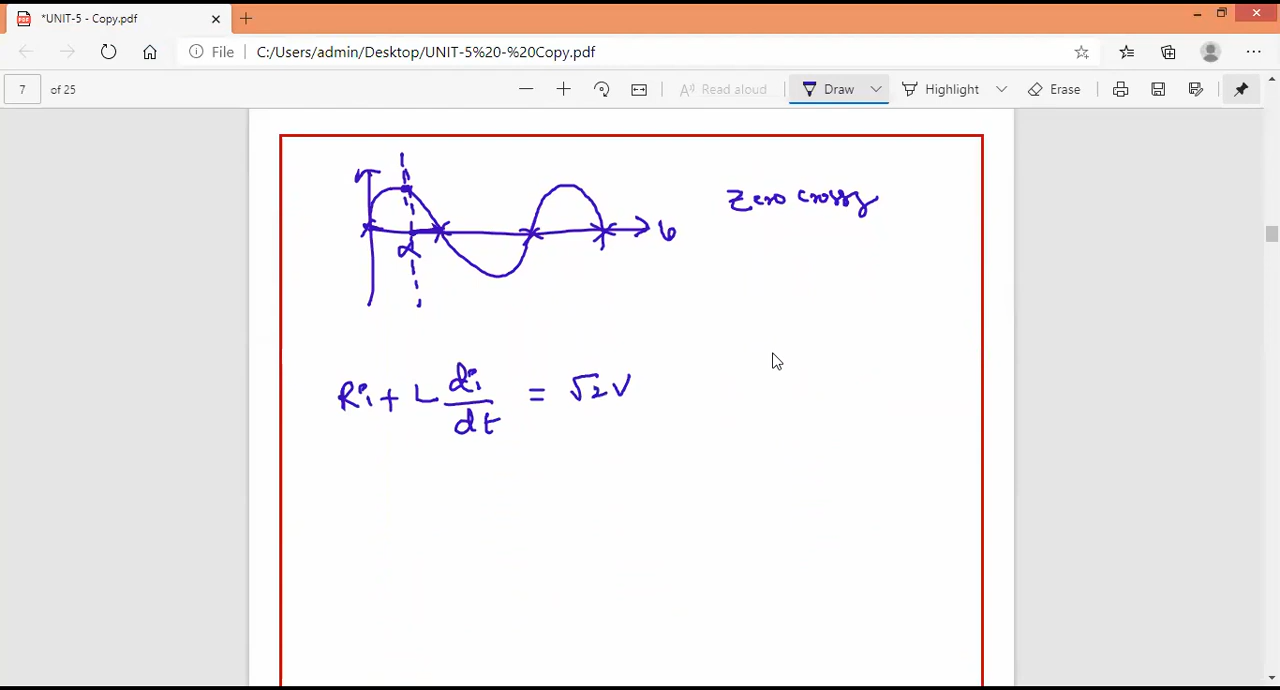 *UNIT-5 - Copy.pdf
File C:/Users/admin/Desktop/UNIT-5%20-%20Copy.pdf
7 of 25 Read aloud Draw Highlight Erase
Zero
α
Ri + L di/dt = √2 V